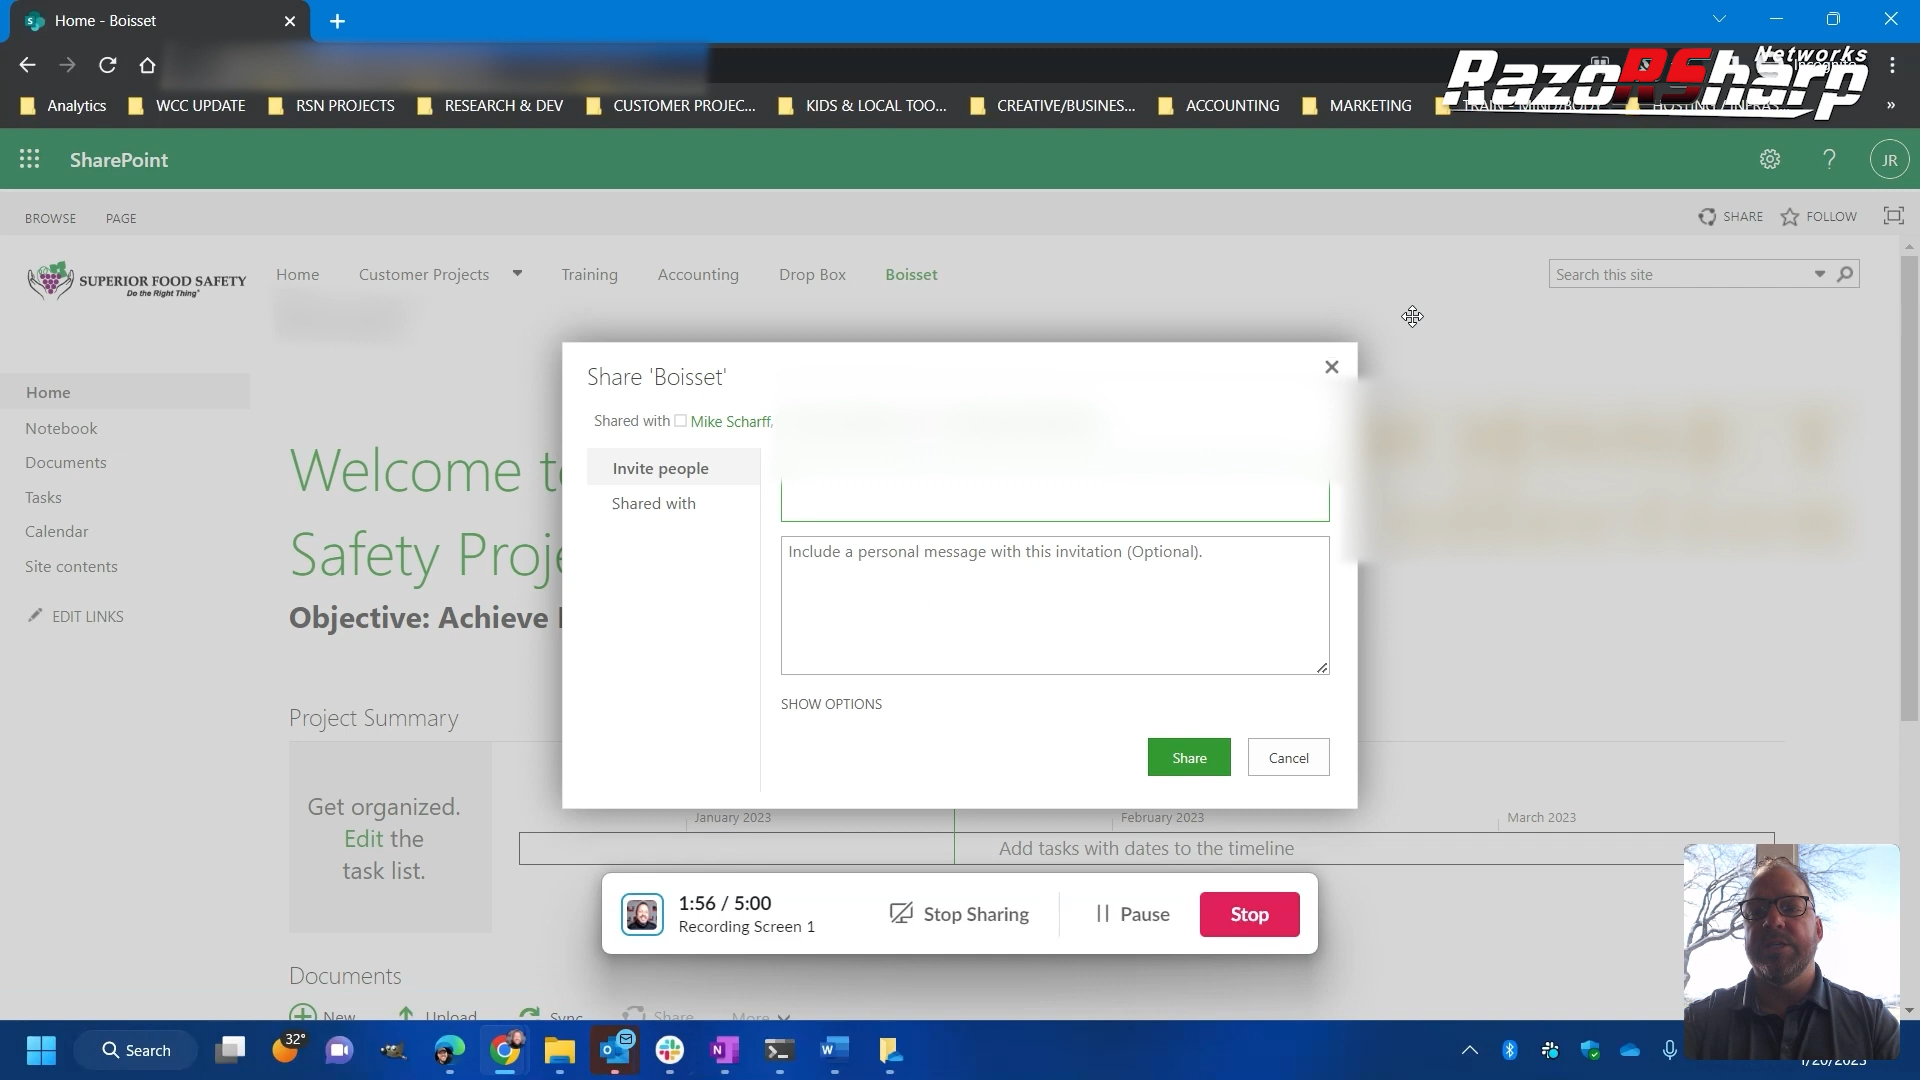 Home - Boisset
Networks
RazoRSharp
Analytics
WCC UPDATE
RSN PROJECTS
RESEARCH & DEV
CUSTOMER PROJEC...
KIDS & LOCAL TOO...
CREATIVE/BUSINES...
ACCOUNTING
MARKETING
»
SharePoint
JR
BROWSE
PAGE
SHARE
FOLLOW
SUPERIOR FOOD SAFETY
Do the Right Thing
Home
Customer Projects
Training
Accounting
Drop Box
Boisset
Search this site
Home
Notebook
Documents
Tasks
Calendar
Site contents
EDIT LINKS
Welcome to
Safety Proje
Objective: Achieve
Share 'Boisset'
Shared with Mike Scharff,
Invite people
Shared with
Include a personal message with this invitation (Optional).
SHOW OPTIONS
Share
Cancel
Project Summary
Get organized.
Edit the
task list.
January 2023
February 2023
March 2023
Add tasks with dates to the timeline
1:56 / 5:00
Recording Screen 1
Stop Sharing
Pause
Stop
Documents
New
Upload
Sync
Share
More
32°
Search
1/20/2023